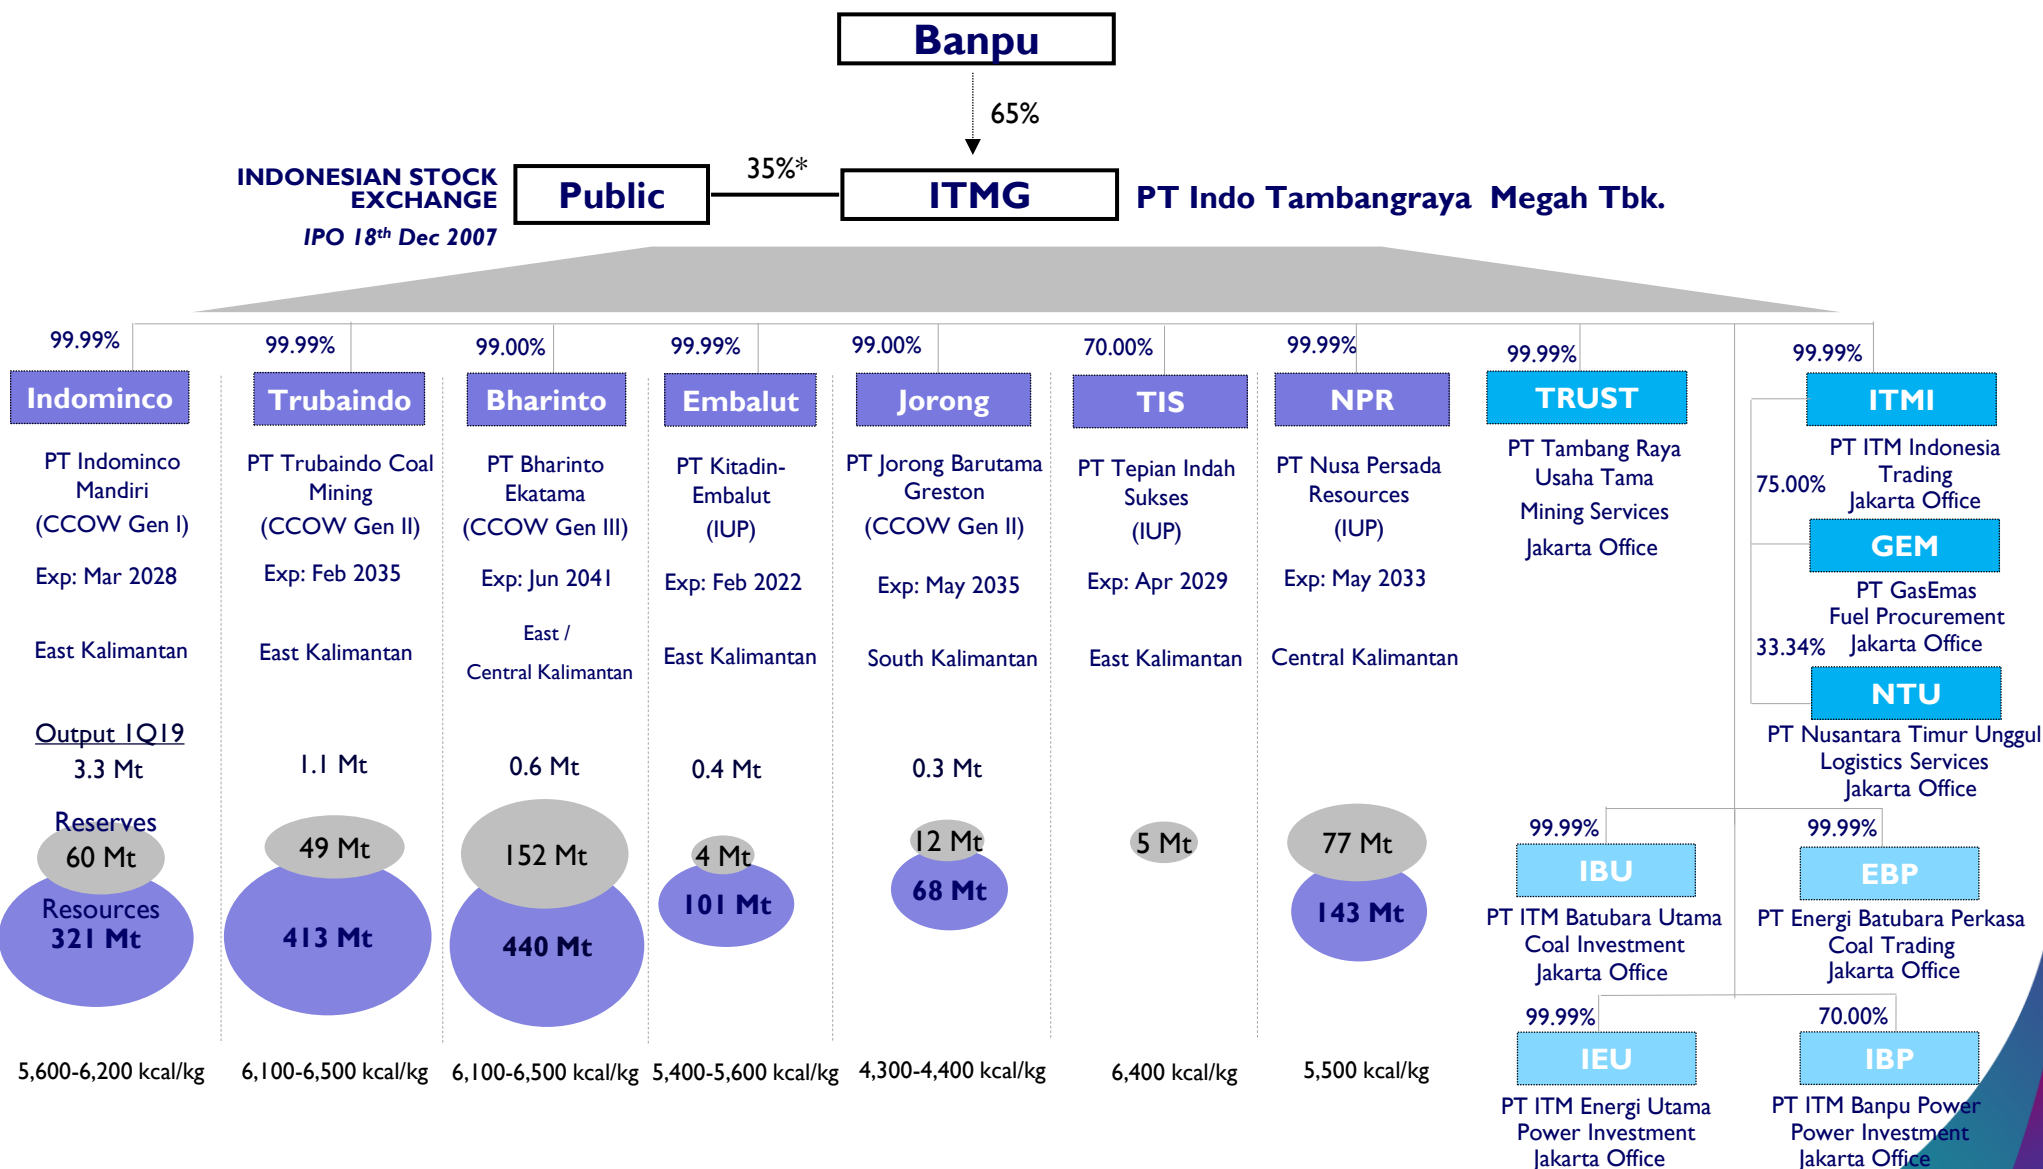 Banpu
65%
INDONESIAN STOCK
EXCHANGE
IPO 18th Dec 2007
Public
35%*
ITMG
PT Indo Tambangraya Megah Tbk.
99.99%
Indominco
PT Indominco
Mandiri
(CCOW Gen I)
Exp: Mar 2028
East Kalimantan
Output 1Q19
3.3 Mt
Reserves
60 Mt
Resources
321 Mt
5,600-6,200 kcal/kg
99.99%
Trubaindo
PT Trubaindo Coal
Mining
(CCOW Gen II)
Exp: Feb 2035
East Kalimantan
1.1 Mt
49 Mt
413 Mt
6,100-6,500 kcal/kg
99.00%
Bharinto
PT Bharinto
Ekatama
(CCOW Gen III)
Exp: Jun 2041
East /
Central Kalimantan
0.6 Mt
152 Mt
440 Mt
6,100-6,500 kcal/kg
99.99%
Embalut
PT Kitadin-
Embalut
(IUP)
Exp: Feb 2022
East Kalimantan
0.4 Mt
4 Mt
101 Mt
5,400-5,600 kcal/kg
99.00%
Jorong
PT Jorong Barutama
Greston
(CCOW Gen II)
Exp: May 2035
South Kalimantan
0.3 Mt
12 Mt
68 Mt
4,300-4,400 kcal/kg
70.00%
TIS
PT Tepian Indah
Sukses
(IUP)
Exp: Apr 2029
East Kalimantan
5 Mt
6,400 kcal/kg
99.99%
NPR
PT Nusa Persada
Resources
(IUP)
Exp: May 2033
Central Kalimantan
77 Mt
143 Mt
5,500 kcal/kg
99.99%
TRUST
PT Tambang Raya
Usaha Tama
Mining Services
Jakarta Office
99.99%
ITMI
PT ITM Indonesia
Trading
Jakarta Office
75.00%
GEM
PT GasEmas
Fuel Procurement
Jakarta Office
33.34%
NTU
PT Nusantara Timur Unggul
Logistics Services
Jakarta Office
99.99%
IBU
PT ITM Batubara Utama
Coal Investment
Jakarta Office
99.99%
EBP
PT Energi Batubara Perkasa
Coal Trading
Jakarta Office
99.99%
IEU
PT ITM Energi Utama
Power Investment
Jakarta Office
70.00%
IBP
PT ITM Banpu Power
Power Investment
Jakarta Office